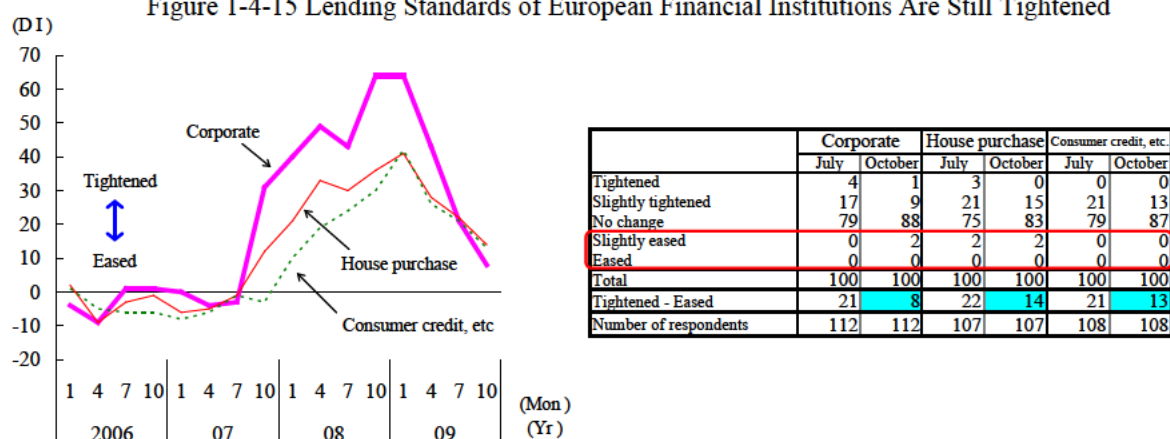 Figure 1-4-15 Lending Standards of European Financial Institutions Are Still Tightened
(D I)
70
60
50
40
30
20
10
0
-10
-20
Corporate
Tightened
Eased
House purchase
Consumer credit, etc
1 4 7 10 1 4 7 10 1 4 7 10 1 4 7 10
(Mon)
2006 07 08 09
(Yr)
Corporate House purchase Consumer credit, etc.
July October July October July October
Tightened 4 1 3 0 0 0
Slightly tightened 17 9 21 15 21 13
No change 79 88 75 83 79 87
Slightly eased 0 2 2 2 0 0
Eased 0 0 0 0 0 0
Total 100 100 100 100 100 100
Tightened - Eased 21 8 22 14 21 13
Number of respondents 112 112 107 107 108 108